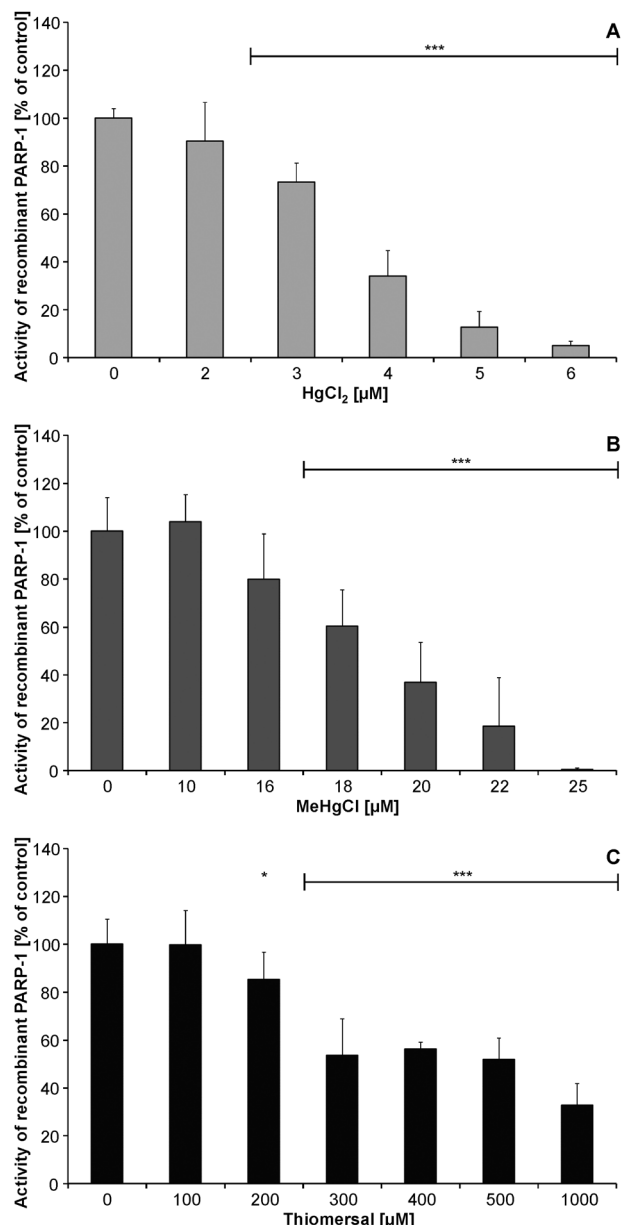 A
***
Activity of recombinant PARP-1 [% of control]
140
120
100
80
60
40
20
0
0 2 3 4 5 6
HgCl₂ [µM]
B
***
Activity of recombinant PARP-1 [% of control]
140
120
100
80
60
40
20
0
0 10 16 18 20 22 25
MeHgCl [µM]
C
* ***
Activity of recombinant PARP-1 [% of control]
140
120
100
80
60
40
20
0
0 100 200 300 400 500 1000
Thiomersal [µM]